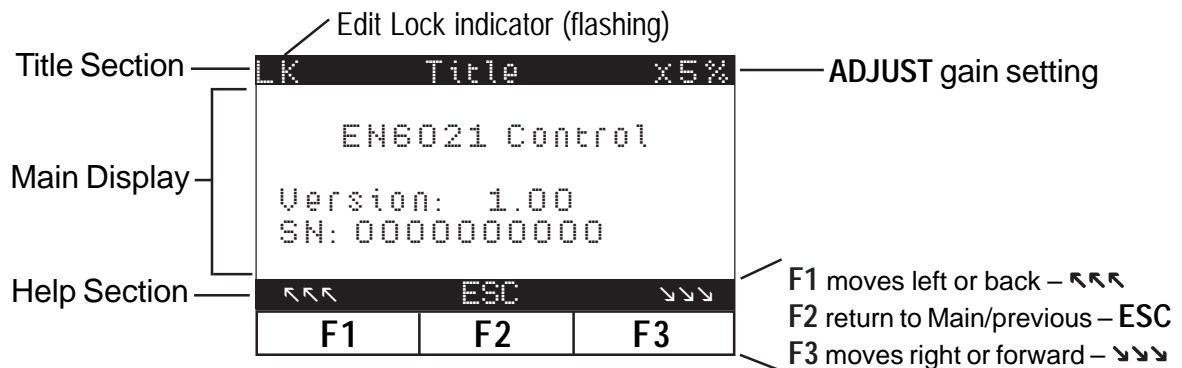 Edit Lock indicator (flashing)
Title Section
LK Title X5%
ADJUST gain setting
EN6021 Control
Main Display
Version: 1.00
SN: 0000000000
Help Section
↖↖↖ ESC ↘↘↘
F1 F2 F3
F1 moves left or back – ↖↖↖
F2 return to Main/previous – ESC
F3 moves right or forward – ↘↘↘